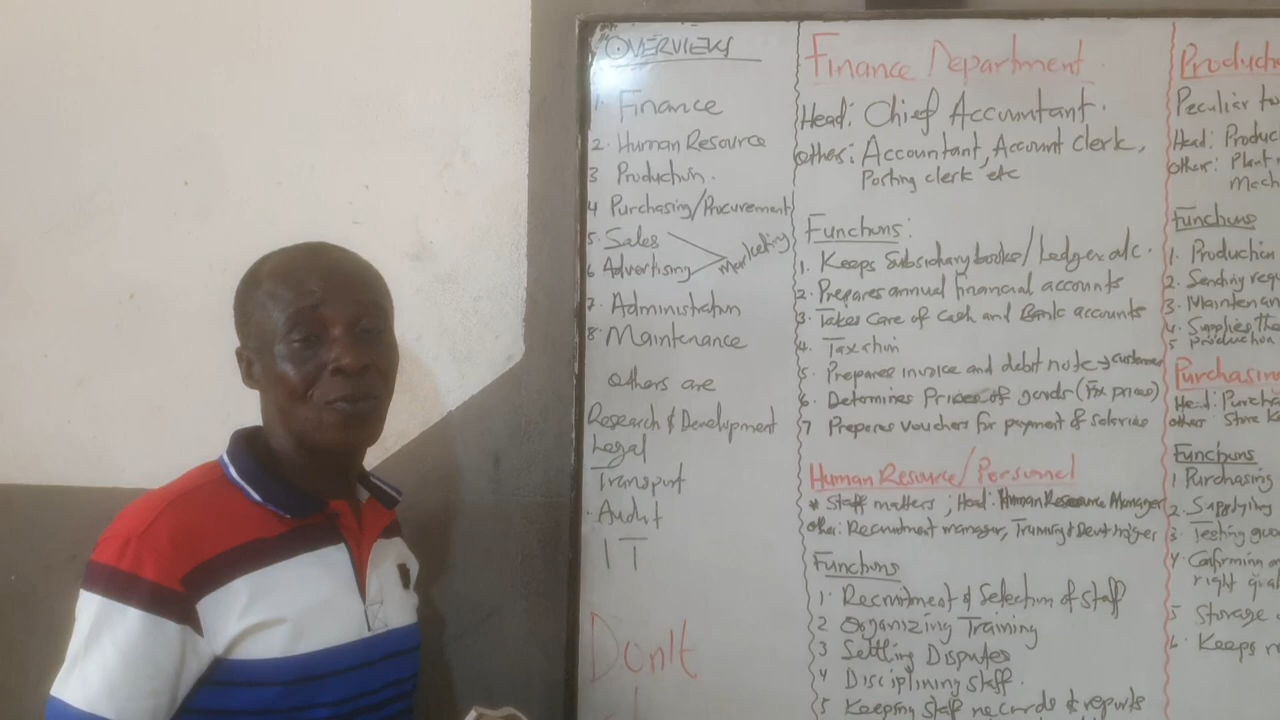 OVERVIEW
1. Finance
2. Human Resource
3 Production.
4 Purchasing/Procurement
5. Sales
6 Advertising
marketing
7. Administration
8. Maintenance
Others are
Research & Development
Legal
Transport
Audit
IT
Don't
Finance Department.
Head: Chief Accountant.
Others: Accountant, Account clerk,
Posting clerk etc
Functions:
1. Keeps Subsidiary books/Ledger etc.
2. Prepares annual financial accounts
3. Takes care of cash and Bank accounts
4. Taxation
5. Prepares invoice and debit note → customer
6. Determines Prices of goods (Fix prices)
7 Prepares vouchers for payment of salaries
Human Resource/Personnel
* Staff matters; Head: Human Resource Manager
other: Recruitment manager, Training & Devt
Functions
1. Recruitment & Selection of staff
2 Organizing Training
3 Settling Disputes
4 Disciplining staff.
5 Keeping staff records & reports
Producti
Peculiar to
Head: Produc
Others: Plant
Mech
Functions
1. Production
2. Sending requ
3. Maintenan
4. Supplies the
5 production
Purchasing
Head: Purcha
others: Store k
Functions
1 Purchasing
2. Supplying
3. Testing goo
4. Confirming
right qual
5 Storage
6. Keeps r